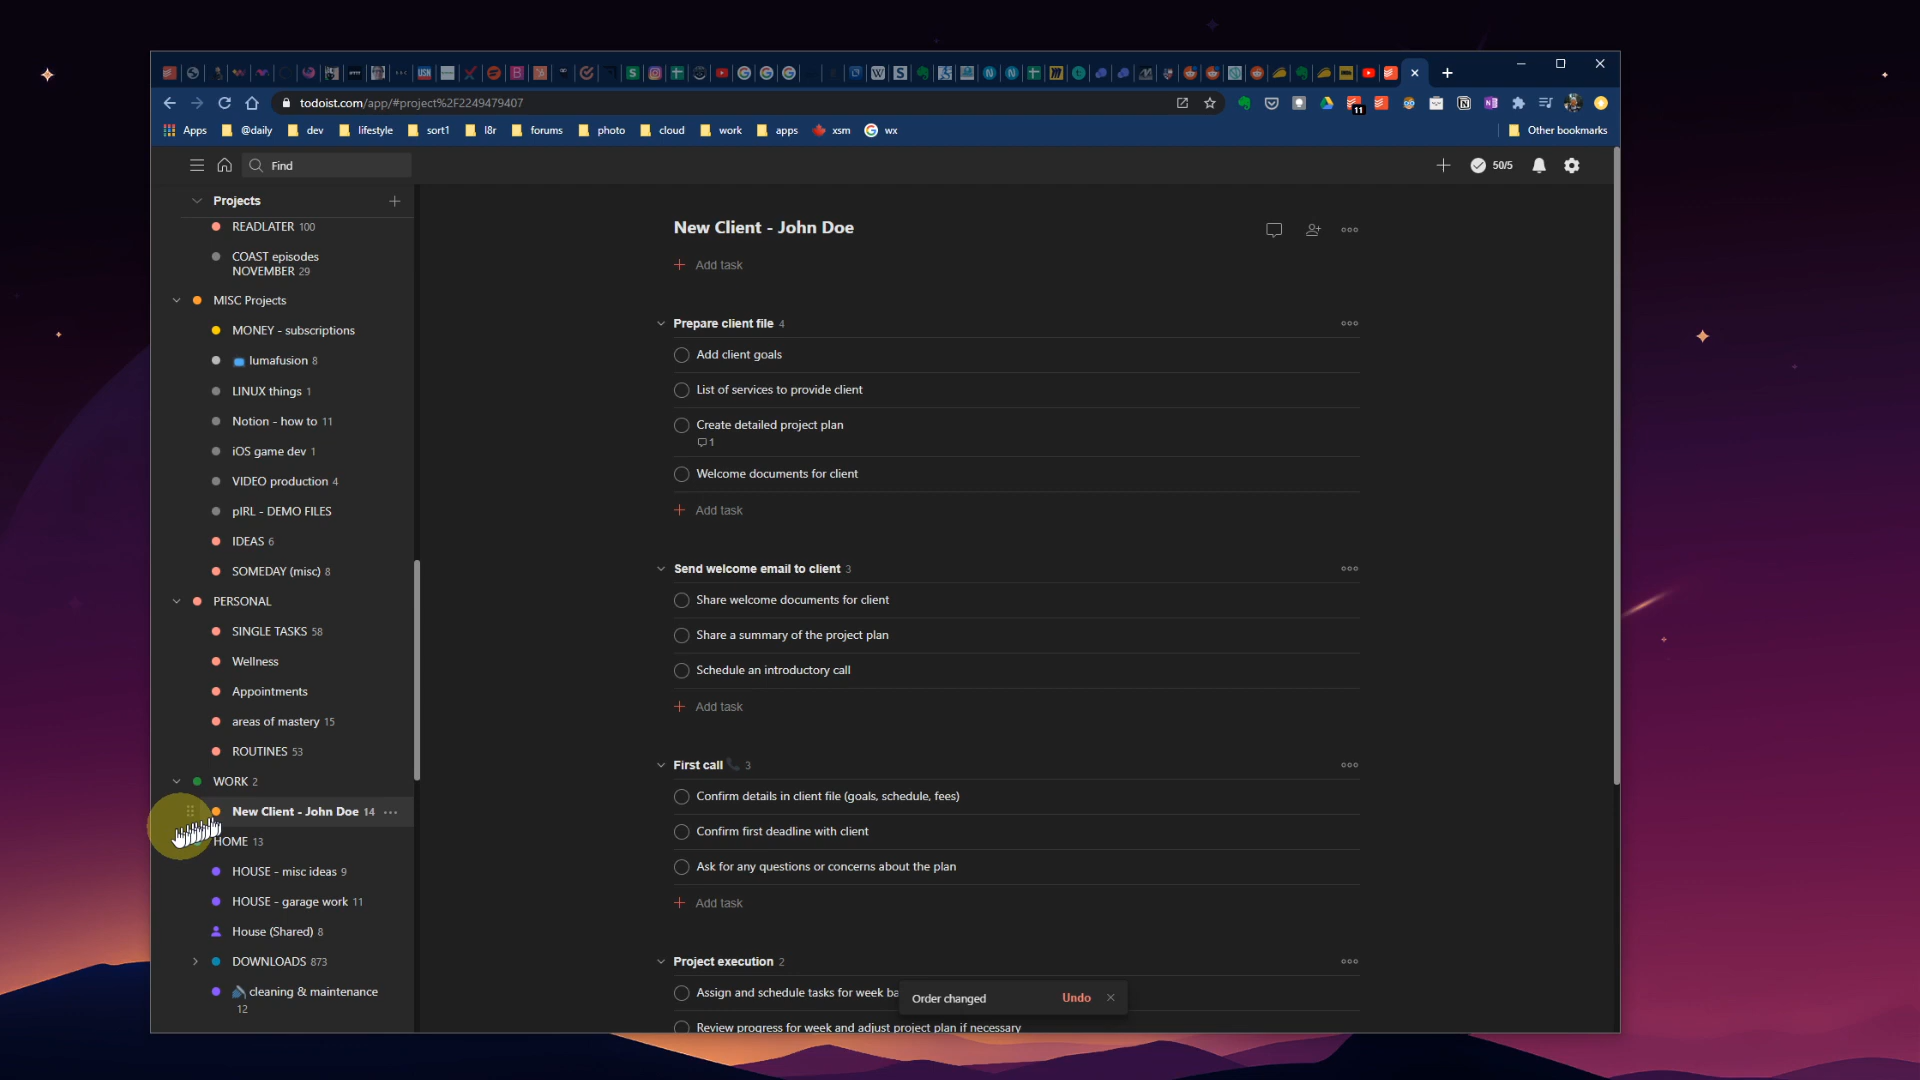 todoist.com/app/#project%2F2249479407
11
Apps
@daily
dev
lifestyle
sort1
l8r
forums
photo
cloud
work
apps
xsm
wx
Other bookmarks
Find
50/5
Projects
READLATER 100
COAST episodes
NOVEMBER 29
MISC Projects
MONEY - subscriptions
lumafusion 8
LINUX things 1
Notion - how to 11
iOS game dev 1
VIDEO production 4
pIRL - DEMO FILES
IDEAS 6
SOMEDAY (misc) 8
PERSONAL
SINGLE TASKS 58
Wellness
Appointments
areas of mastery 15
ROUTINES 53
WORK 2
New Client - John Doe 14
HOME 13
HOUSE - misc ideas 9
HOUSE - garage work 11
House (Shared) 8
DOWNLOADS 873
cleaning & maintenance
12
New Client - John Doe
+ Add task
Prepare client file 4
Add client goals
List of services to provide client
Create detailed project plan
1
Welcome documents for client
+ Add task
Send welcome email to client 3
Share welcome documents for client
Share a summary of the project plan
Schedule an introductory call
+ Add task
First call 📞 3
Confirm details in client file (goals, schedule, fees)
Confirm first deadline with client
Ask for any questions or concerns about the plan
+ Add task
Project execution 2
Assign and schedule tasks for week ba
Review progress for week and adjust project plan if necessary
Order changed
Undo